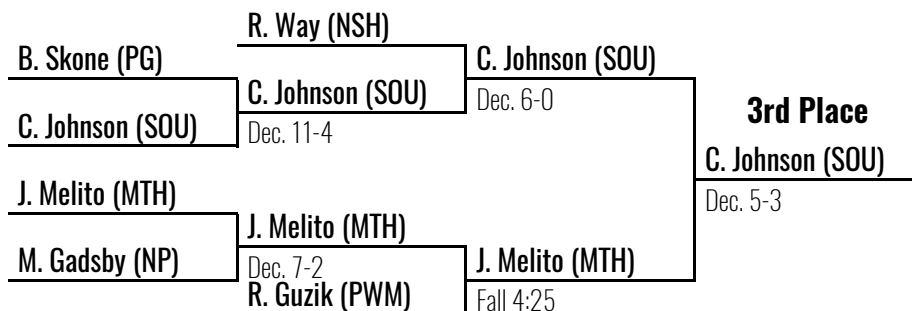 R. Way (NSH)
B. Skone (PG)
C. Johnson (SOU)
C. Johnson (SOU)
Dec. 6-0
3rd Place
C. Johnson (SOU)
Dec. 11-4
C. Johnson (SOU)
Dec. 5-3
J. Melito (MTH)
J. Melito (MTH)
M. Gadsby (NP)
Dec. 7-2
J. Melito (MTH)
R. Guzik (PWM)
Fall 4:25